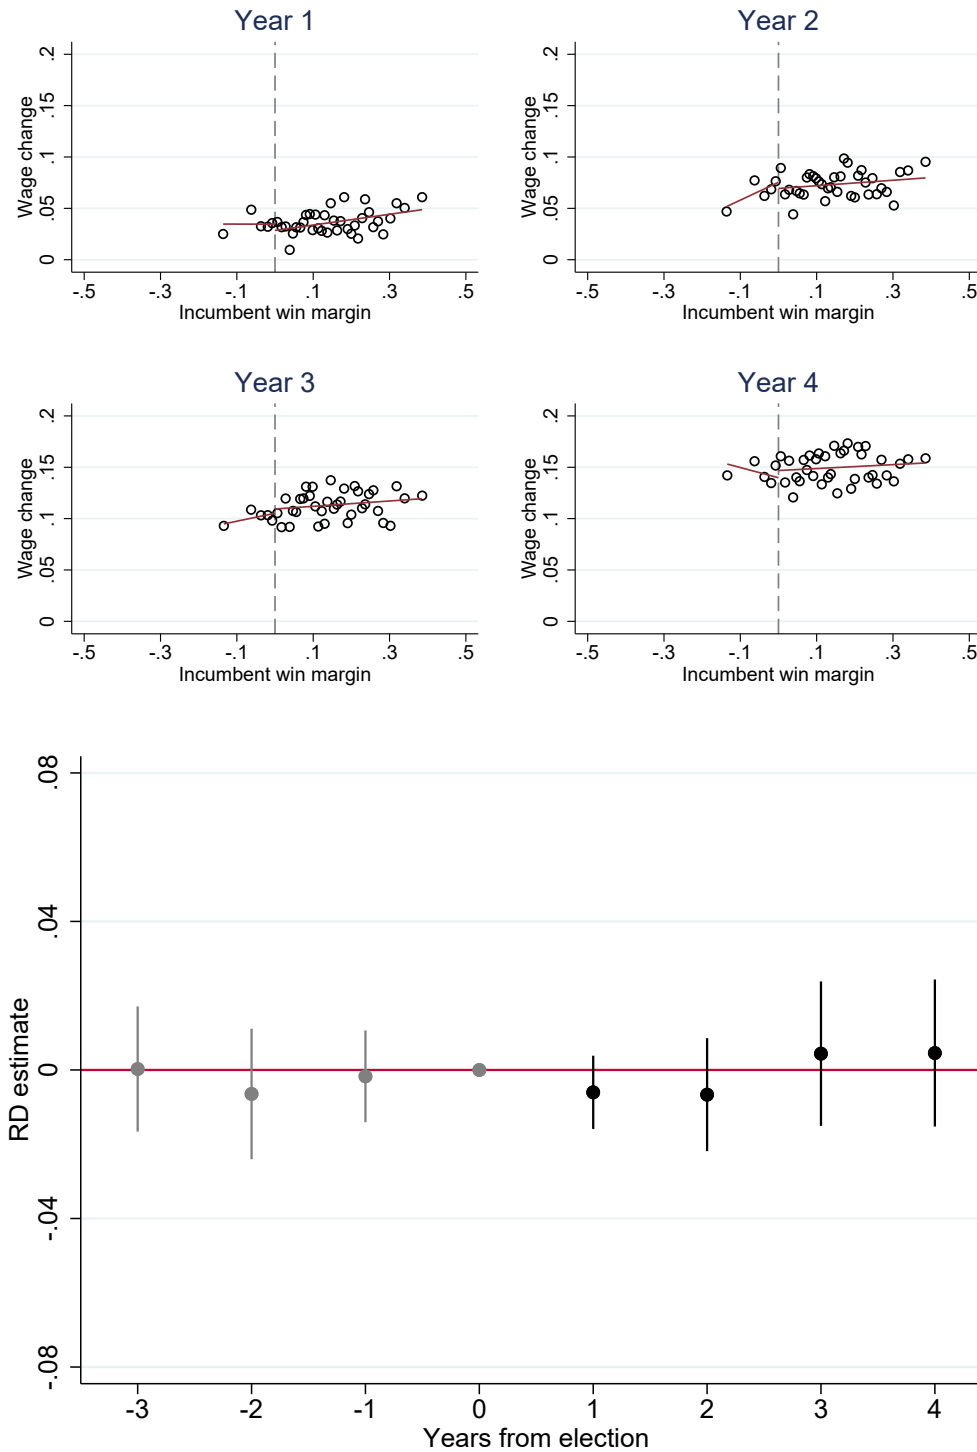 Year 1
Year 2
Wage change
0 .05 .1 .15 .2
-.5 -.3 -.1 .1 .3 .5
Incumbent win margin
Wage change
0 .05 .1 .15 .2
-.5 -.3 -.1 .1 .3 .5
Incumbent win margin
Year 3
Year 4
Wage change
0 .05 .1 .15 .2
-.5 -.3 -.1 .1 .3 .5
Incumbent win margin
Wage change
0 .05 .1 .15 .2
-.5 -.3 -.1 .1 .3 .5
Incumbent win margin
RD estimate
-.08 -.04 0 .04 .08
-3 -2 -1 0 1 2 3 4
Years from election